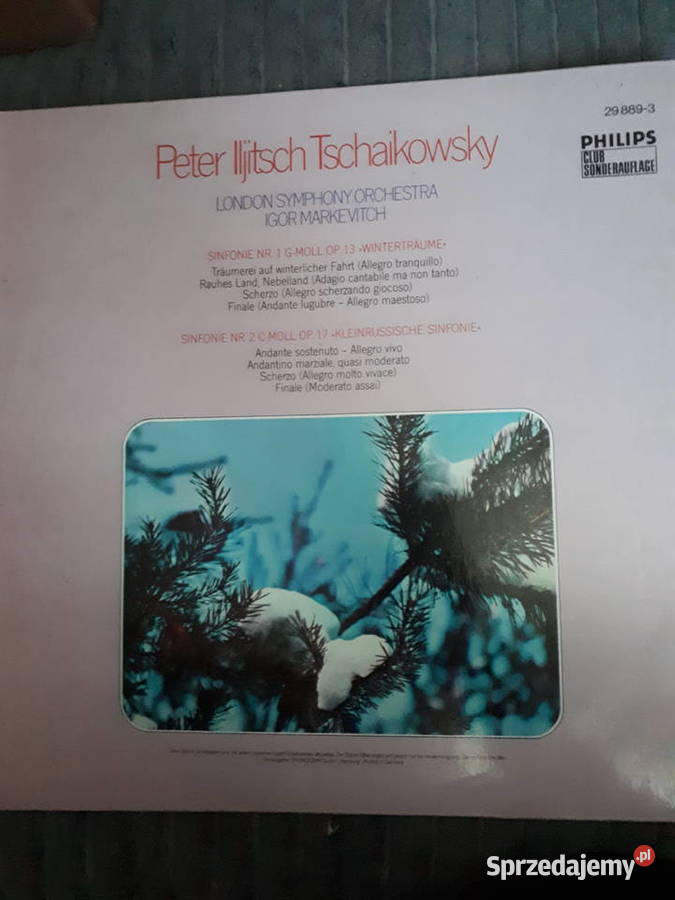 29 889-3
PHILIPS
CLUB
SONDERAUFLAGE
Peter Iljitsch Tschaikowsky
LONDON SYMPHONY ORCHESTRA
IGOR MARKEVITCH
SINFONIE NR. 1 G-MOLL OP. 13 »WINTERTRÄUME«
Träumerei auf winterlicher Fahrt (Allegro tranquillo)
Rauhes Land, Nebelland (Adagio cantabile ma non tanto)
Scherzo (Allegro scherzando giocoso)
Finale (Andante lugubre – Allegro maestoso)
SINFONIE NR. 2 C-MOLL OP. 17 »KLEINRUSSISCHE SINFONIE«
Andante sostenuto – Allegro vivo
Andantino marziale, quasi moderato
Scherzo (Allegro molto vivace)
Finale (Moderato assai)
Sprzedajemy.pl